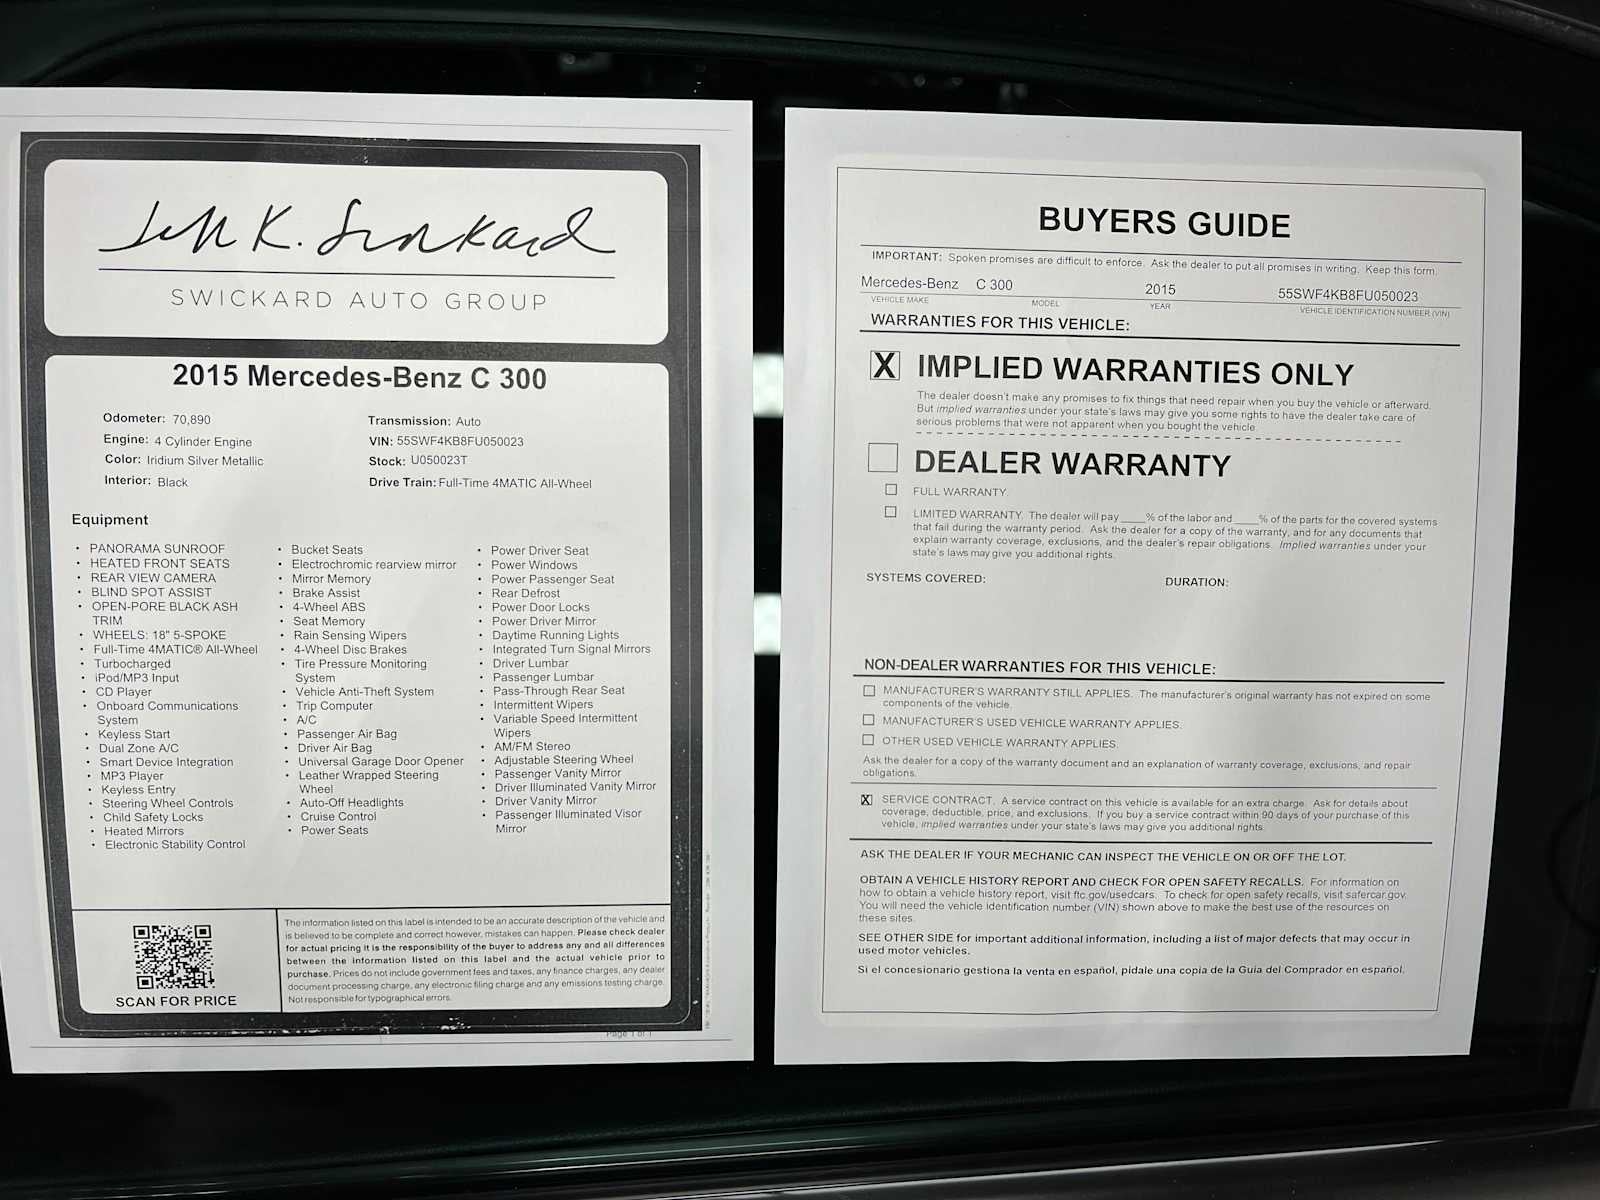 Jeff K. Swickard
SWICKARD AUTO GROUP
2015 Mercedes-Benz C 300
Odometer: 70,890
Engine: 4 Cylinder Engine
Color: Iridium Silver Metallic
Interior: Black
Transmission: Auto
VIN: 55SWF4KB8FU050023
Stock: U050023T
Drive Train: Full-Time 4MATIC All-Wheel
Equipment
• PANORAMA SUNROOF
• HEATED FRONT SEATS
• REAR VIEW CAMERA
• BLIND SPOT ASSIST
• OPEN-PORE BLACK ASH
TRIM
• WHEELS: 18" 5-SPOKE
• Full-Time 4MATIC® All-Wheel
• Turbocharged
• iPod/MP3 Input
• CD Player
• Onboard Communications
System
• Keyless Start
• Dual Zone A/C
• Smart Device Integration
• MP3 Player
• Keyless Entry
• Steering Wheel Controls
• Child Safety Locks
• Heated Mirrors
• Electronic Stability Control
• Bucket Seats
• Electrochromic rearview mirror
• Mirror Memory
• Brake Assist
• 4-Wheel ABS
• Seat Memory
• Rain Sensing Wipers
• 4-Wheel Disc Brakes
• Tire Pressure Monitoring
System
• Vehicle Anti-Theft System
• Trip Computer
• A/C
• Passenger Air Bag
• Driver Air Bag
• Universal Garage Door Opener
• Leather Wrapped Steering
Wheel
• Auto-Off Headlights
• Cruise Control
• Power Seats
• Power Driver Seat
• Power Windows
• Power Passenger Seat
• Rear Defrost
• Power Door Locks
• Power Driver Mirror
• Daytime Running Lights
• Integrated Turn Signal Mirrors
• Driver Lumbar
• Passenger Lumbar
• Pass-Through Rear Seat
• Intermittent Wipers
• Variable Speed Intermittent
Wipers
• AM/FM Stereo
• Adjustable Steering Wheel
• Passenger Vanity Mirror
• Driver Illuminated Vanity Mirror
• Driver Vanity Mirror
• Passenger Illuminated Visor
Mirror
SCAN FOR PRICE
The information listed on this label is intended to be an accurate description of the vehicle and
is believed to be complete and correct however, mistakes can happen. Please check dealer
for actual pricing it is the responsibility of the buyer to address any and all differences
between the information listed on this label and the actual vehicle prior to
purchase. Prices do not include government fees and taxes, any finance charges, any dealer
document processing charge, any electronic filing charge and any emissions testing charge.
Not responsible for typographical errors.
Page 1 of 1
BUYERS GUIDE
IMPORTANT: Spoken promises are difficult to enforce. Ask the dealer to put all promises in writing. Keep this form.
Mercedes-Benz C 300 2015 55SWF4KB8FU050023
VEHICLE MAKE MODEL YEAR VEHICLE IDENTIFICATION NUMBER (VIN)
WARRANTIES FOR THIS VEHICLE:
X IMPLIED WARRANTIES ONLY
The dealer doesn't make any promises to fix things that need repair when you buy the vehicle or afterward.
But implied warranties under your state's laws may give you some rights to have the dealer take care of
serious problems that were not apparent when you bought the vehicle.
DEALER WARRANTY
FULL WARRANTY.
LIMITED WARRANTY. The dealer will pay ____% of the labor and ____% of the parts for the covered systems
that fail during the warranty period. Ask the dealer for a copy of the warranty, and for any documents that
explain warranty coverage, exclusions, and the dealer's repair obligations. Implied warranties under your
state's laws may give you additional rights.
SYSTEMS COVERED: DURATION:
NON-DEALER WARRANTIES FOR THIS VEHICLE:
MANUFACTURER'S WARRANTY STILL APPLIES. The manufacturer's original warranty has not expired on some
components of the vehicle.
MANUFACTURER'S USED VEHICLE WARRANTY APPLIES.
OTHER USED VEHICLE WARRANTY APPLIES.
Ask the dealer for a copy of the warranty document and an explanation of warranty coverage, exclusions, and repair
obligations.
X SERVICE CONTRACT. A service contract on this vehicle is available for an extra charge. Ask for details about
coverage, deductible, price, and exclusions. If you buy a service contract within 90 days of your purchase of this
vehicle, implied warranties under your state's laws may give you additional rights.
ASK THE DEALER IF YOUR MECHANIC CAN INSPECT THE VEHICLE ON OR OFF THE LOT.
OBTAIN A VEHICLE HISTORY REPORT AND CHECK FOR OPEN SAFETY RECALLS. For information on
how to obtain a vehicle history report, visit ftc.gov/usedcars. To check for open safety recalls, visit safercar.gov.
You will need the vehicle identification number (VIN) shown above to make the best use of the resources on
these sites.
SEE OTHER SIDE for important additional information, including a list of major defects that may occur in
used motor vehicles.
Si el concesionario gestiona la venta en español, pídale una copia de la Guía del Comprador en español.